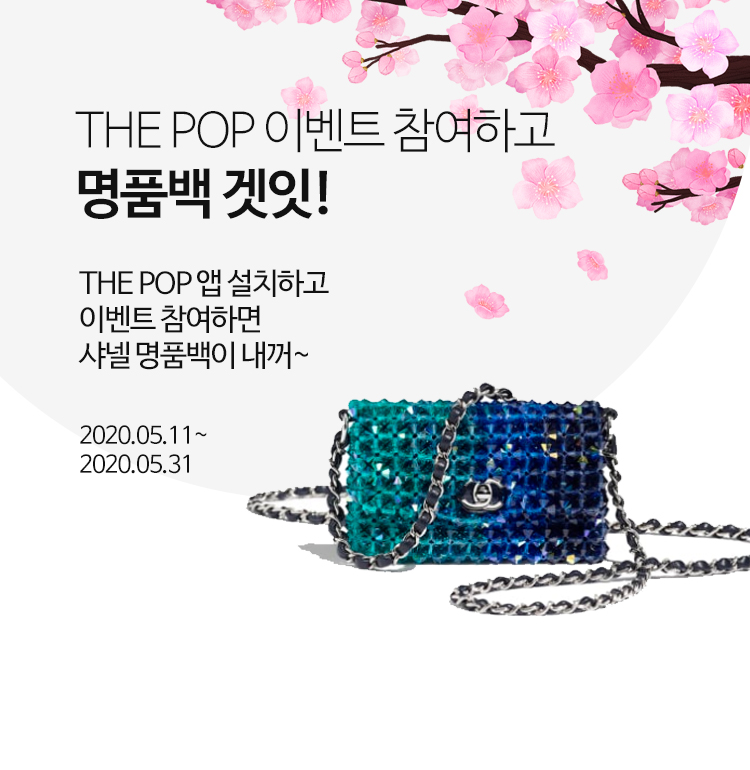 THE POP 이벤트 참여하고
명품백 겟잇!
THE POP 앱 설치하고
이벤트 참여하면
샤넬 명품백이 내꺼~
2020.05.11~
2020.05.31